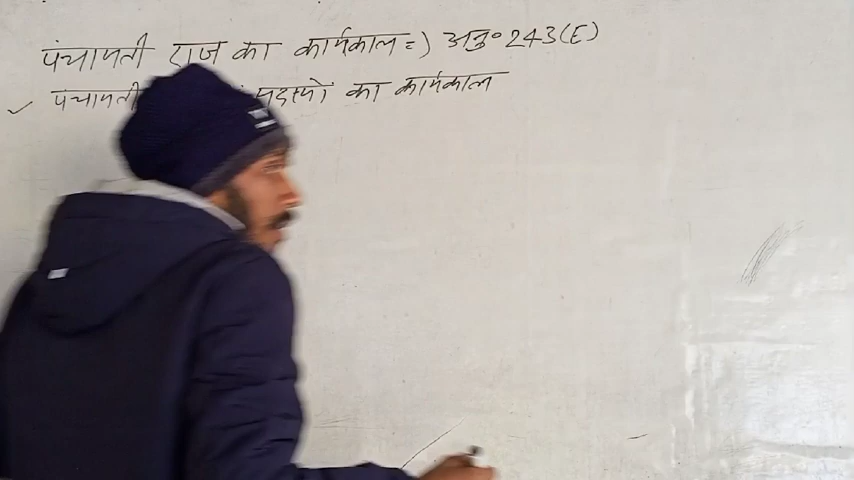 पंचायती राज का कार्यकाल =) अनु० 243(E)
✓ पंचायती सदस्यों का कार्यकाल